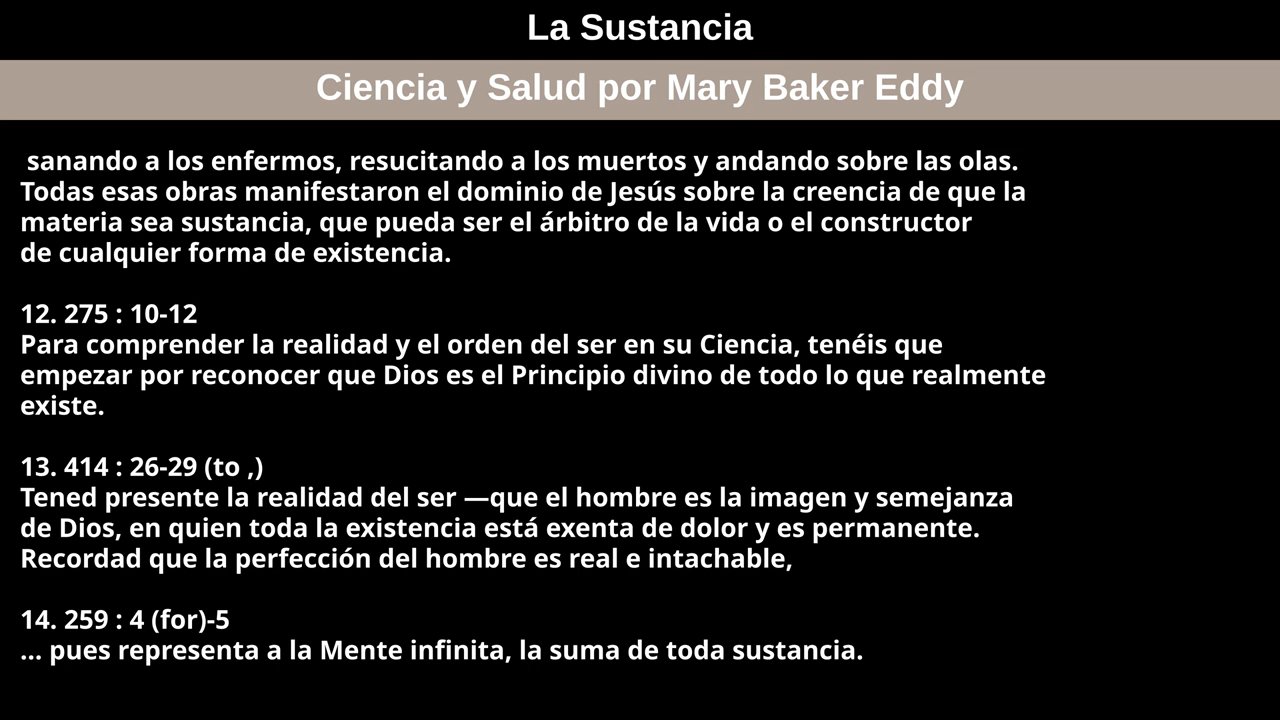 La Sustancia
Ciencia y Salud por Mary Baker Eddy
sanando a los enfermos, resucitando a los muertos y andando sobre las olas.
Todas esas obras manifestaron el dominio de Jesús sobre la creencia de que la
materia sea sustancia, que pueda ser el árbitro de la vida o el constructor
de cualquier forma de existencia.
12. 275 : 10-12
Para comprender la realidad y el orden del ser en su Ciencia, tenéis que
empezar por reconocer que Dios es el Principio divino de todo lo que realmente
existe.
13. 414 : 26-29 (to ,)
Tened presente la realidad del ser —que el hombre es la imagen y semejanza
de Dios, en quien toda la existencia está exenta de dolor y es permanente.
Recordad que la perfección del hombre es real e intachable,
14. 259 : 4 (for)-5
... pues representa a la Mente infinita, la suma de toda sustancia.